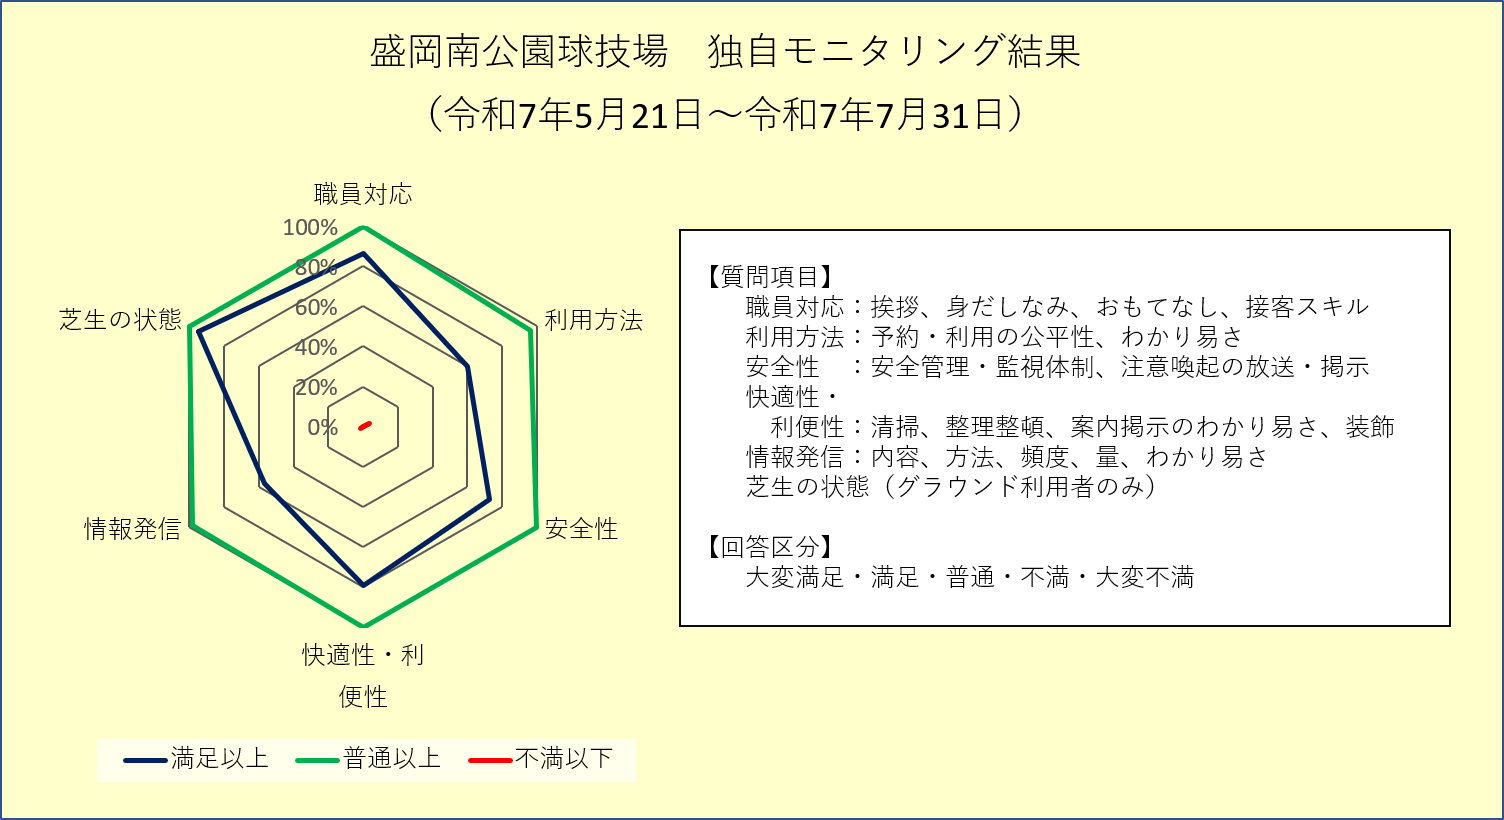 盛岡南公園球技場　独自モニタリング結果
（令和7年5月21日～令和7年7月31日）
職員対応
100%
80%
60%
40%
20%
0%
芝生の状態
利用方法
情報発信
安全性
快適性・利
便性
満足以上
普通以上
不満以下
【質問項目】
職員対応：挨拶、身だしなみ、おもてなし、接客スキル
利用方法：予約・利用の公平性、わかり易さ
安全性　：安全管理・監視体制、注意喚起の放送・掲示
快適性・
利便性：清掃、整理整頓、案内掲示のわかり易さ、装飾
情報発信：内容、方法、頻度、量、わかり易さ
芝生の状態（グラウンド利用者のみ）
【回答区分】
大変満足・満足・普通・不満・大変不満